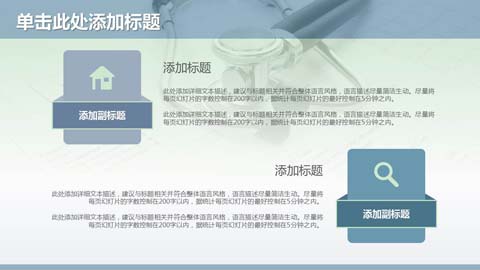 单击此处添加标题
添加标题
此处添加详细文本描述，建议与标题相关并符合整体语言风格，语言描述尽量简洁生动。尽量将
每页幻灯片的字数控制在200字以内，据统计每页幻灯片的最好控制在5分钟之内。
此处添加详细文本描述，建议与标题相关并符合整体语言风格，语言描述尽量简洁生动。尽量将
每页幻灯片的字数控制在200字以内，据统计每页幻灯片的最好控制在5分钟之内。
添加副标题
添加标题
此处添加详细文本描述，建议与标题相关并符合整体语言风格，语言描述尽量简洁生动。尽量将
每页幻灯片的字数控制在200字以内，据统计每页幻灯片的最好控制在5分钟之内。
此处添加详细文本描述，建议与标题相关并符合整体语言风格，语言描述尽量简洁生动。尽量将
每页幻灯片的字数控制在200字以内，据统计每页幻灯片的最好控制在5分钟之内。
添加副标题